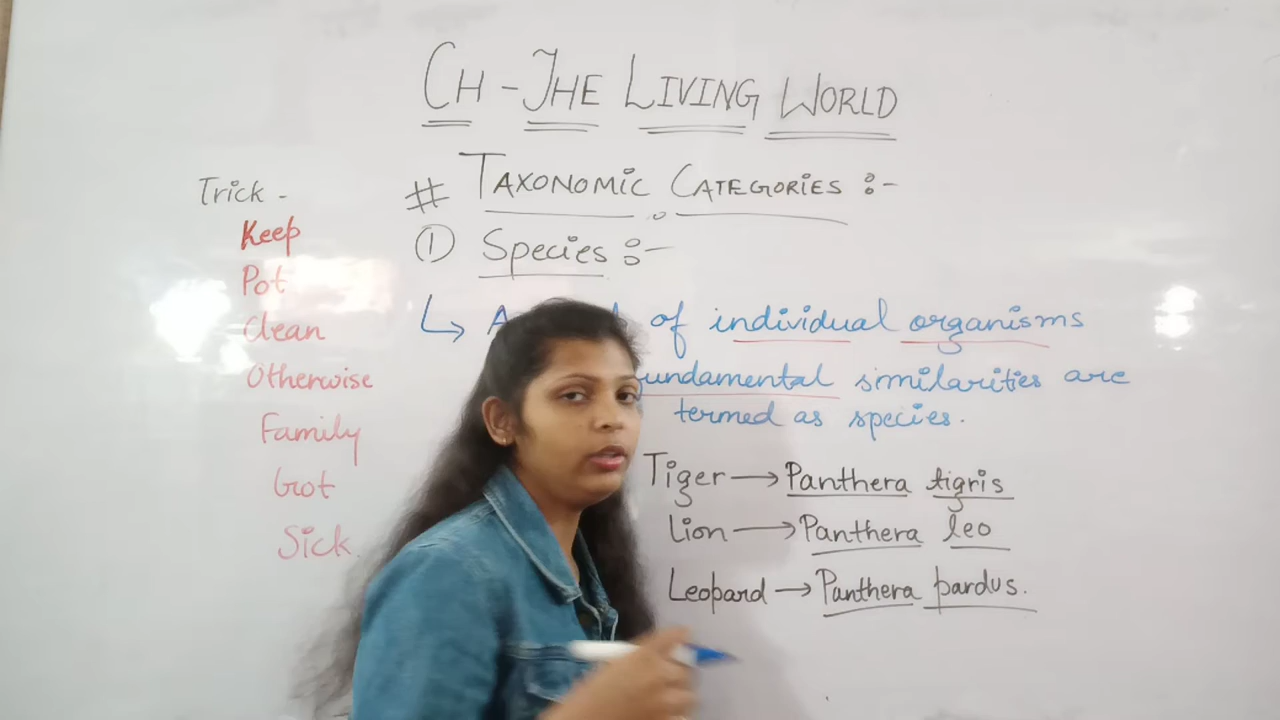 CH - THE LIVING WORLD
Trick -
Keep
Pot
Clean
Otherwise
Family
Got
Sick
# TAXONOMIC CATEGORIES :-
① Species :-
↳ A of individual organisms
fundamental similarities are
termed as species.
Tiger → Panthera tigris
Lion → Panthera leo
Leopard → Panthera pardus.